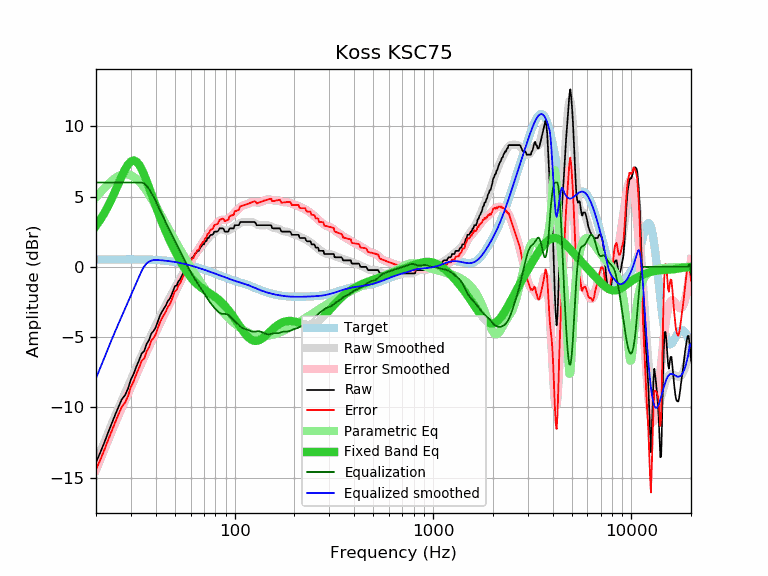 Koss KSC75
Amplitude (dBr)
10
5
0
−5
−10
−15
Target
Raw Smoothed
Error Smoothed
Raw
Error
Parametric Eq
Fixed Band Eq
Equalization
Equalized smoothed
100
1000
10000
Frequency (Hz)